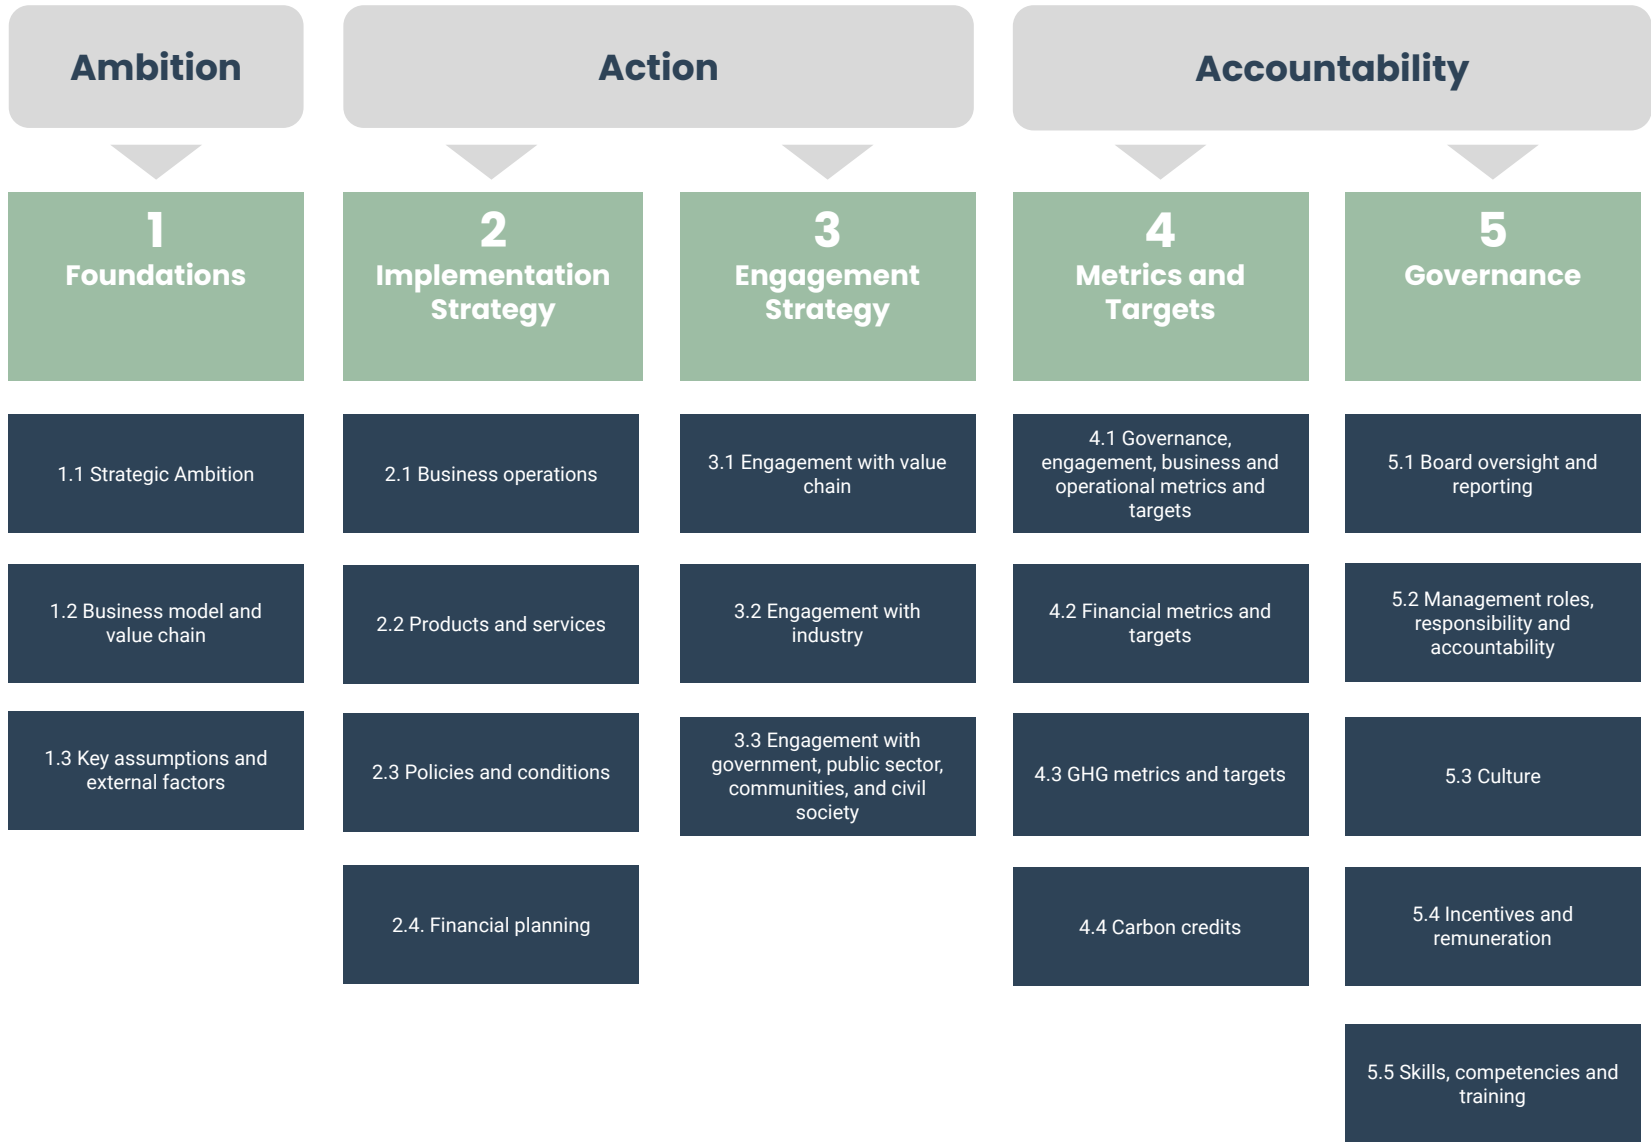 Ambition
Action
Accountability
1
Foundations
2
Implementation
Strategy
3
Engagement
Strategy
4
Metrics and
Targets
5
Governance
1.1 Strategic Ambition
1.2 Business model and
value chain
1.3 Key assumptions and
external factors
2.1 Business operations
2.2 Products and services
2.3 Policies and conditions
2.4. Financial planning
3.1 Engagement with value
chain
3.2 Engagement with
industry
3.3 Engagement with
government, public sector,
communities, and civil
society
4.1 Governance,
engagement, business and
operational metrics and
targets
4.2 Financial metrics and
targets
4.3 GHG metrics and targets
4.4 Carbon credits
5.1 Board oversight and
reporting
5.2 Management roles,
responsibility and
accountability
5.3 Culture
5.4 Incentives and
remuneration
5.5 Skills, competencies and
training